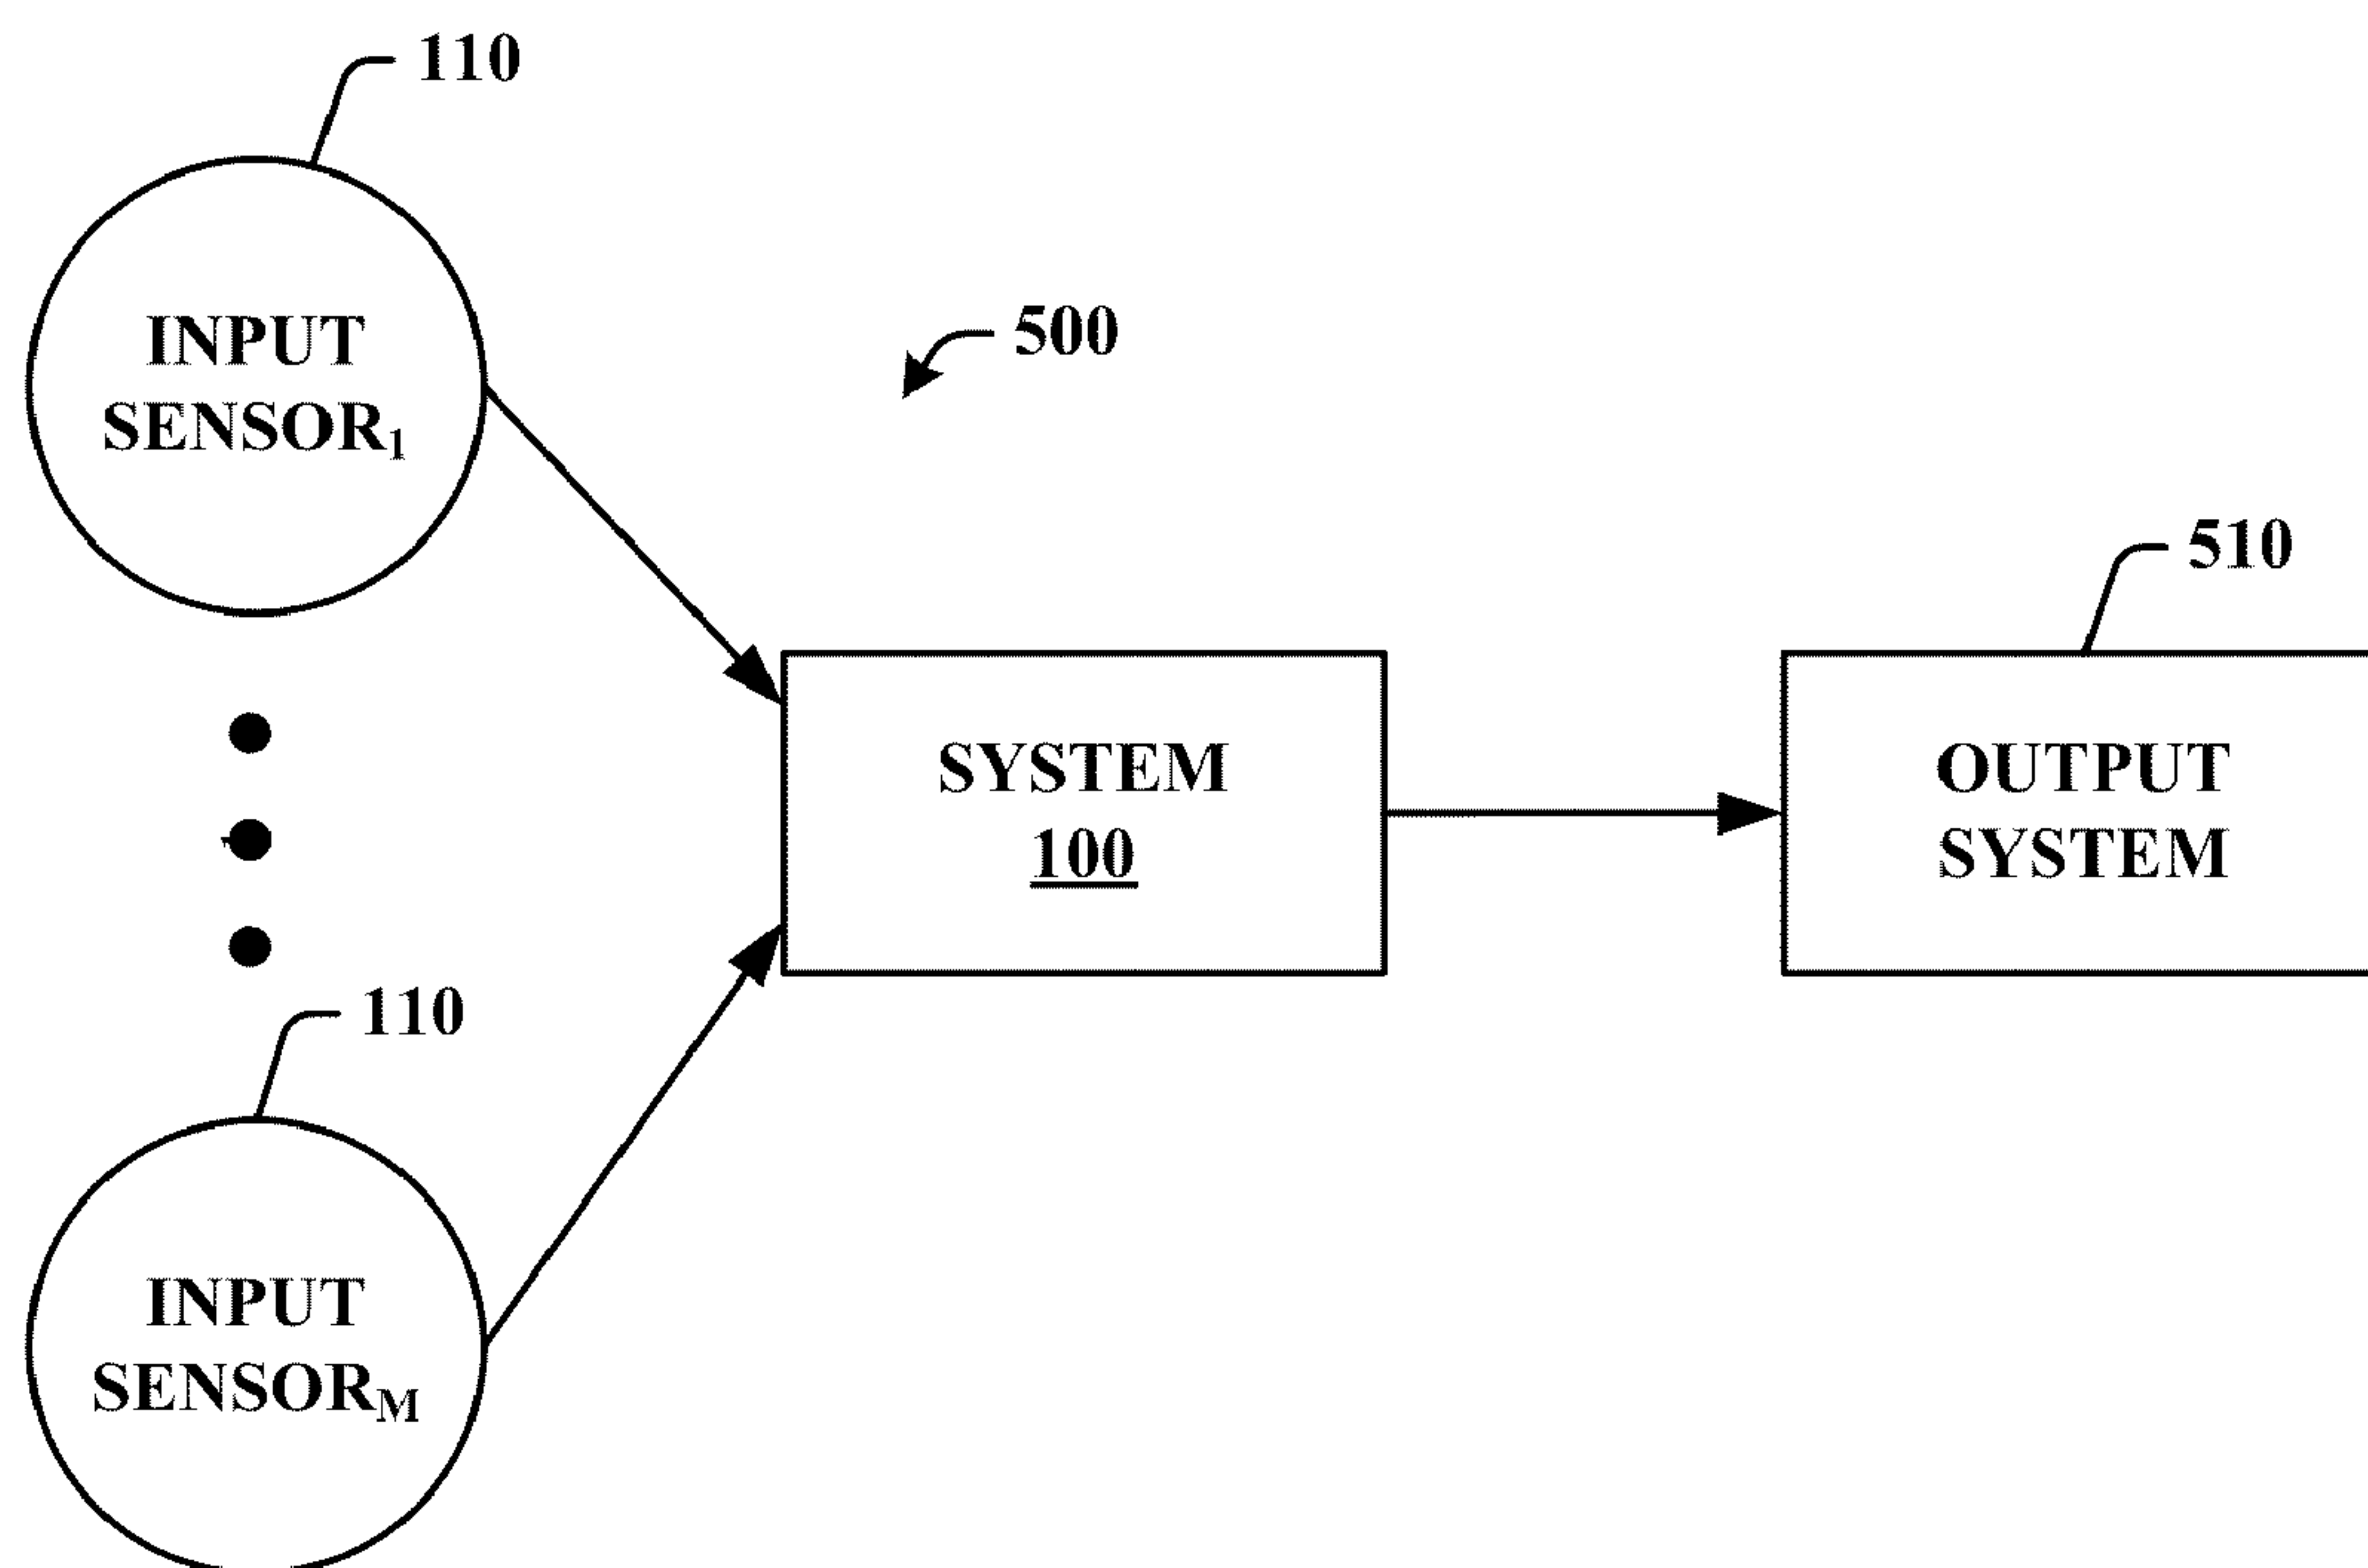 110
INPUT
SENSOR₁
500
510
SYSTEM
100
OUTPUT
SYSTEM
110
INPUT
SENSORM